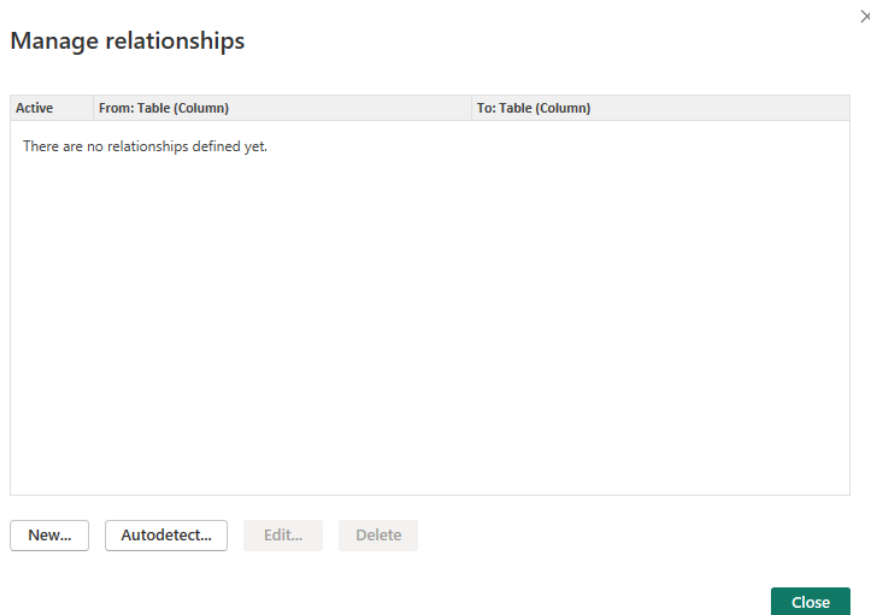 Manage relationships
Active From: Table (Column) To: Table (Column)
There are no relationships defined yet.
New... Autodetect... Edit... Delete
Close